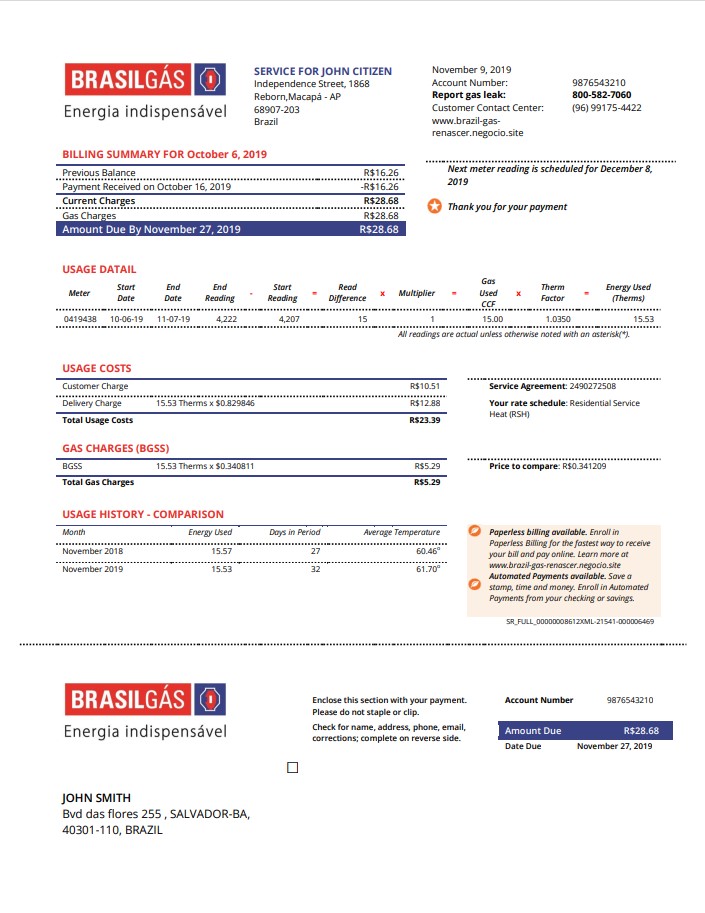 BRASILGÁS
Energia indispensável
SERVICE FOR JOHN CITIZEN
Independence Street, 1868
Reborn,Macapá - AP
68907-203
Brazil
November 9, 2019
Account Number: 9876543210
Report gas leak: 800-582-7060
Customer Contact Center: (96) 99175-4422
www.brazil-gas-
renascer.negocio.site
BILLING SUMMARY FOR October 6, 2019
Previous Balance R$16.26
Payment Received on October 16, 2019 -R$16.26
Current Charges R$28.68
Gas Charges R$28.68
Amount Due By November 27, 2019 R$28.68
Next meter reading is scheduled for December 8,
2019
Thank you for your payment
USAGE DATAIL
Meter Start Date End Date End Reading - Start Reading = Read Difference x Multiplier = Gas Used CCF x Therm Factor = Energy Used (Therms)
0419438 10-06-19 11-07-19 4,222 4,207 15 1 15.00 1.0350 15.53
All readings are actual unless otherwise noted with an asterisk(*).
USAGE COSTS
Customer Charge R$10.51
Delivery Charge 15.53 Therms x $0.829846 R$12.88
Total Usage Costs R$23.39
Service Agreement: 2490272508
Your rate schedule: Residential Service
Heat (RSH)
GAS CHARGES (BGSS)
BGSS 15.53 Therms x $0.340811 R$5.29
Total Gas Charges R$5.29
Price to compare: R$0.341209
USAGE HISTORY - COMPARISON
Month Energy Used Days in Period Average Temperature
November 2018 15.57 27 60.46°
November 2019 15.53 32 61.70°
Paperless billing available. Enroll in
Paperless Billing for the fastest way to receive
your bill and pay online. Learn more at
www.brazil-gas-renascer.negocio.site
Automated Payments available. Save a
stamp, time and money. Enroll in Automated
Payments from your checking or savings.
SR_FULL_00000008612XML-21541-000006469
BRASILGÁS
Energia indispensável
Enclose this section with your payment.
Please do not staple or clip.
Check for name, address, phone, email,
corrections; complete on reverse side.
Account Number 9876543210
Amount Due R$28.68
Date Due November 27, 2019
JOHN SMITH
Bvd das flores 255 , SALVADOR-BA,
40301-110, BRAZIL